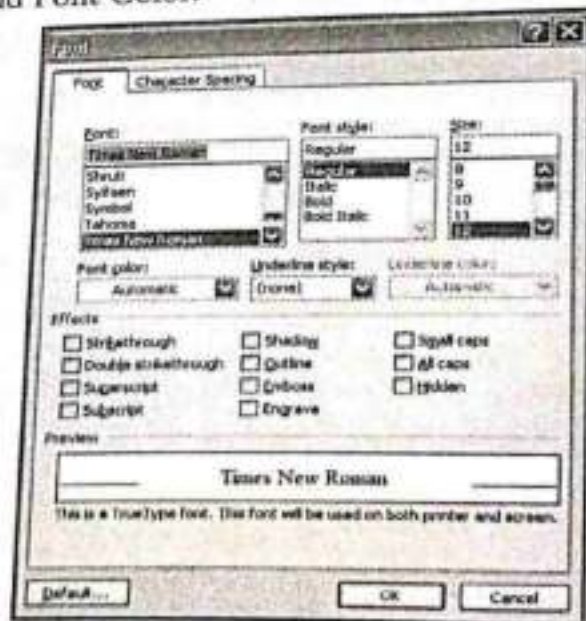 Font Color.
Font
Font Character Spacing
Font: Font style: Size:
Times New Roman Regular 12
Shruti Regular 8
Sylfaen Italic 9
Symbol Bold 10
Tahoma Bold Italic 11
Times New Roman 12
Font color: Underline style: Underline color:
Automatic (none) Automatic
Effects
Strikethrough Shadow Small caps
Double strikethrough Outline All caps
Superscript Emboss Hidden
Subscript Engrave
Preview
Times New Roman
This is a TrueType font. This font will be used on both printer and screen.
Default... OK Cancel